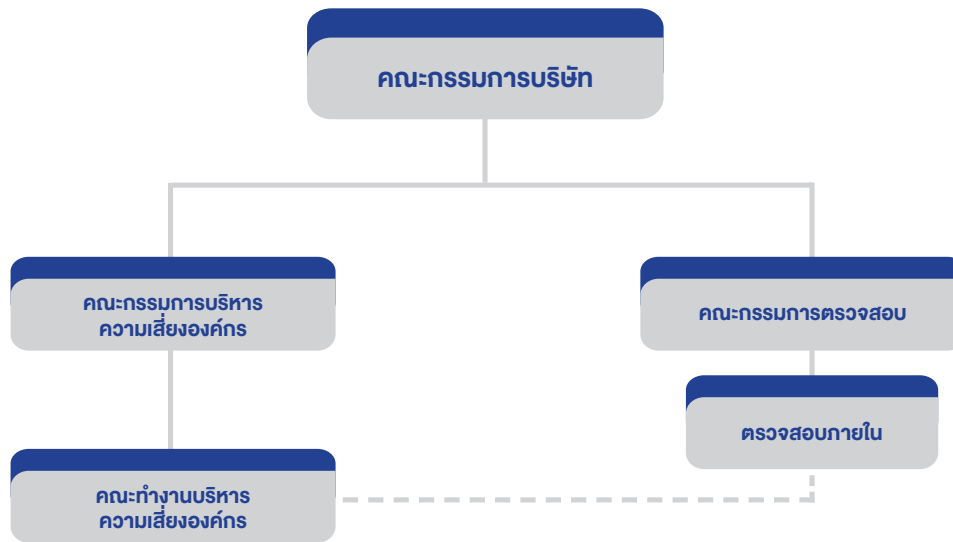 คณะกรรมการบริษัท
คณะกรรมการบริหาร
ความเสี่ยงองค์กร
คณะกรรมการตรวจสอบ
ตรวจสอบภายใน
คณะทำงานบริหาร
ความเสี่ยงองค์กร